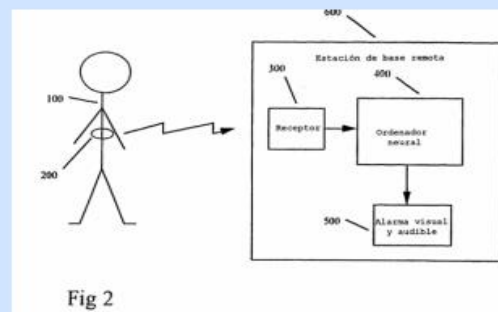 600
Estación de base remota
300
400
100
Receptor
Ordenador
neural
200
500
Alarma visual
y audible
Fig 2